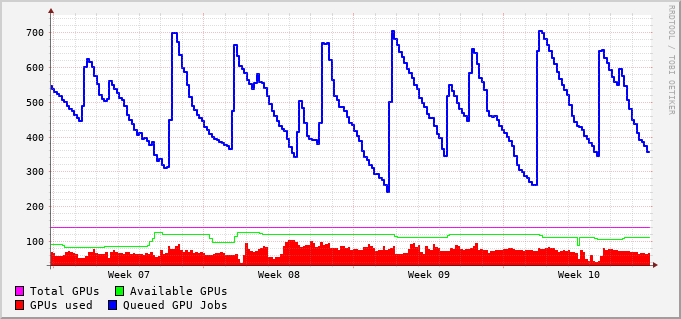 RRDTOOL / TOBI OETIKER
700
600
500
400
300
200
100
Week 07 Week 08 Week 09 Week 10
Total GPUs Available GPUs
GPUs used Queued GPU Jobs